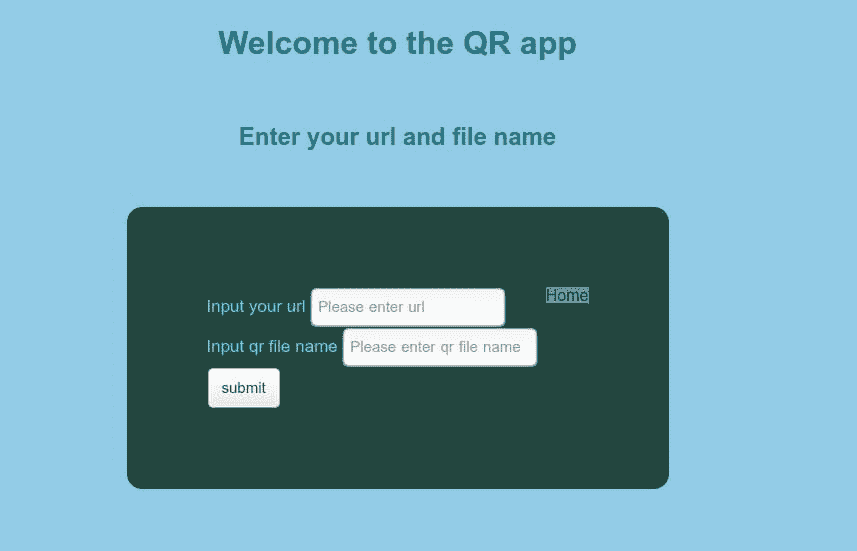 Welcome to the QR app
Enter your url and file name
Input your url Please enter url Home
Input qr file name Please enter qr file name
submit